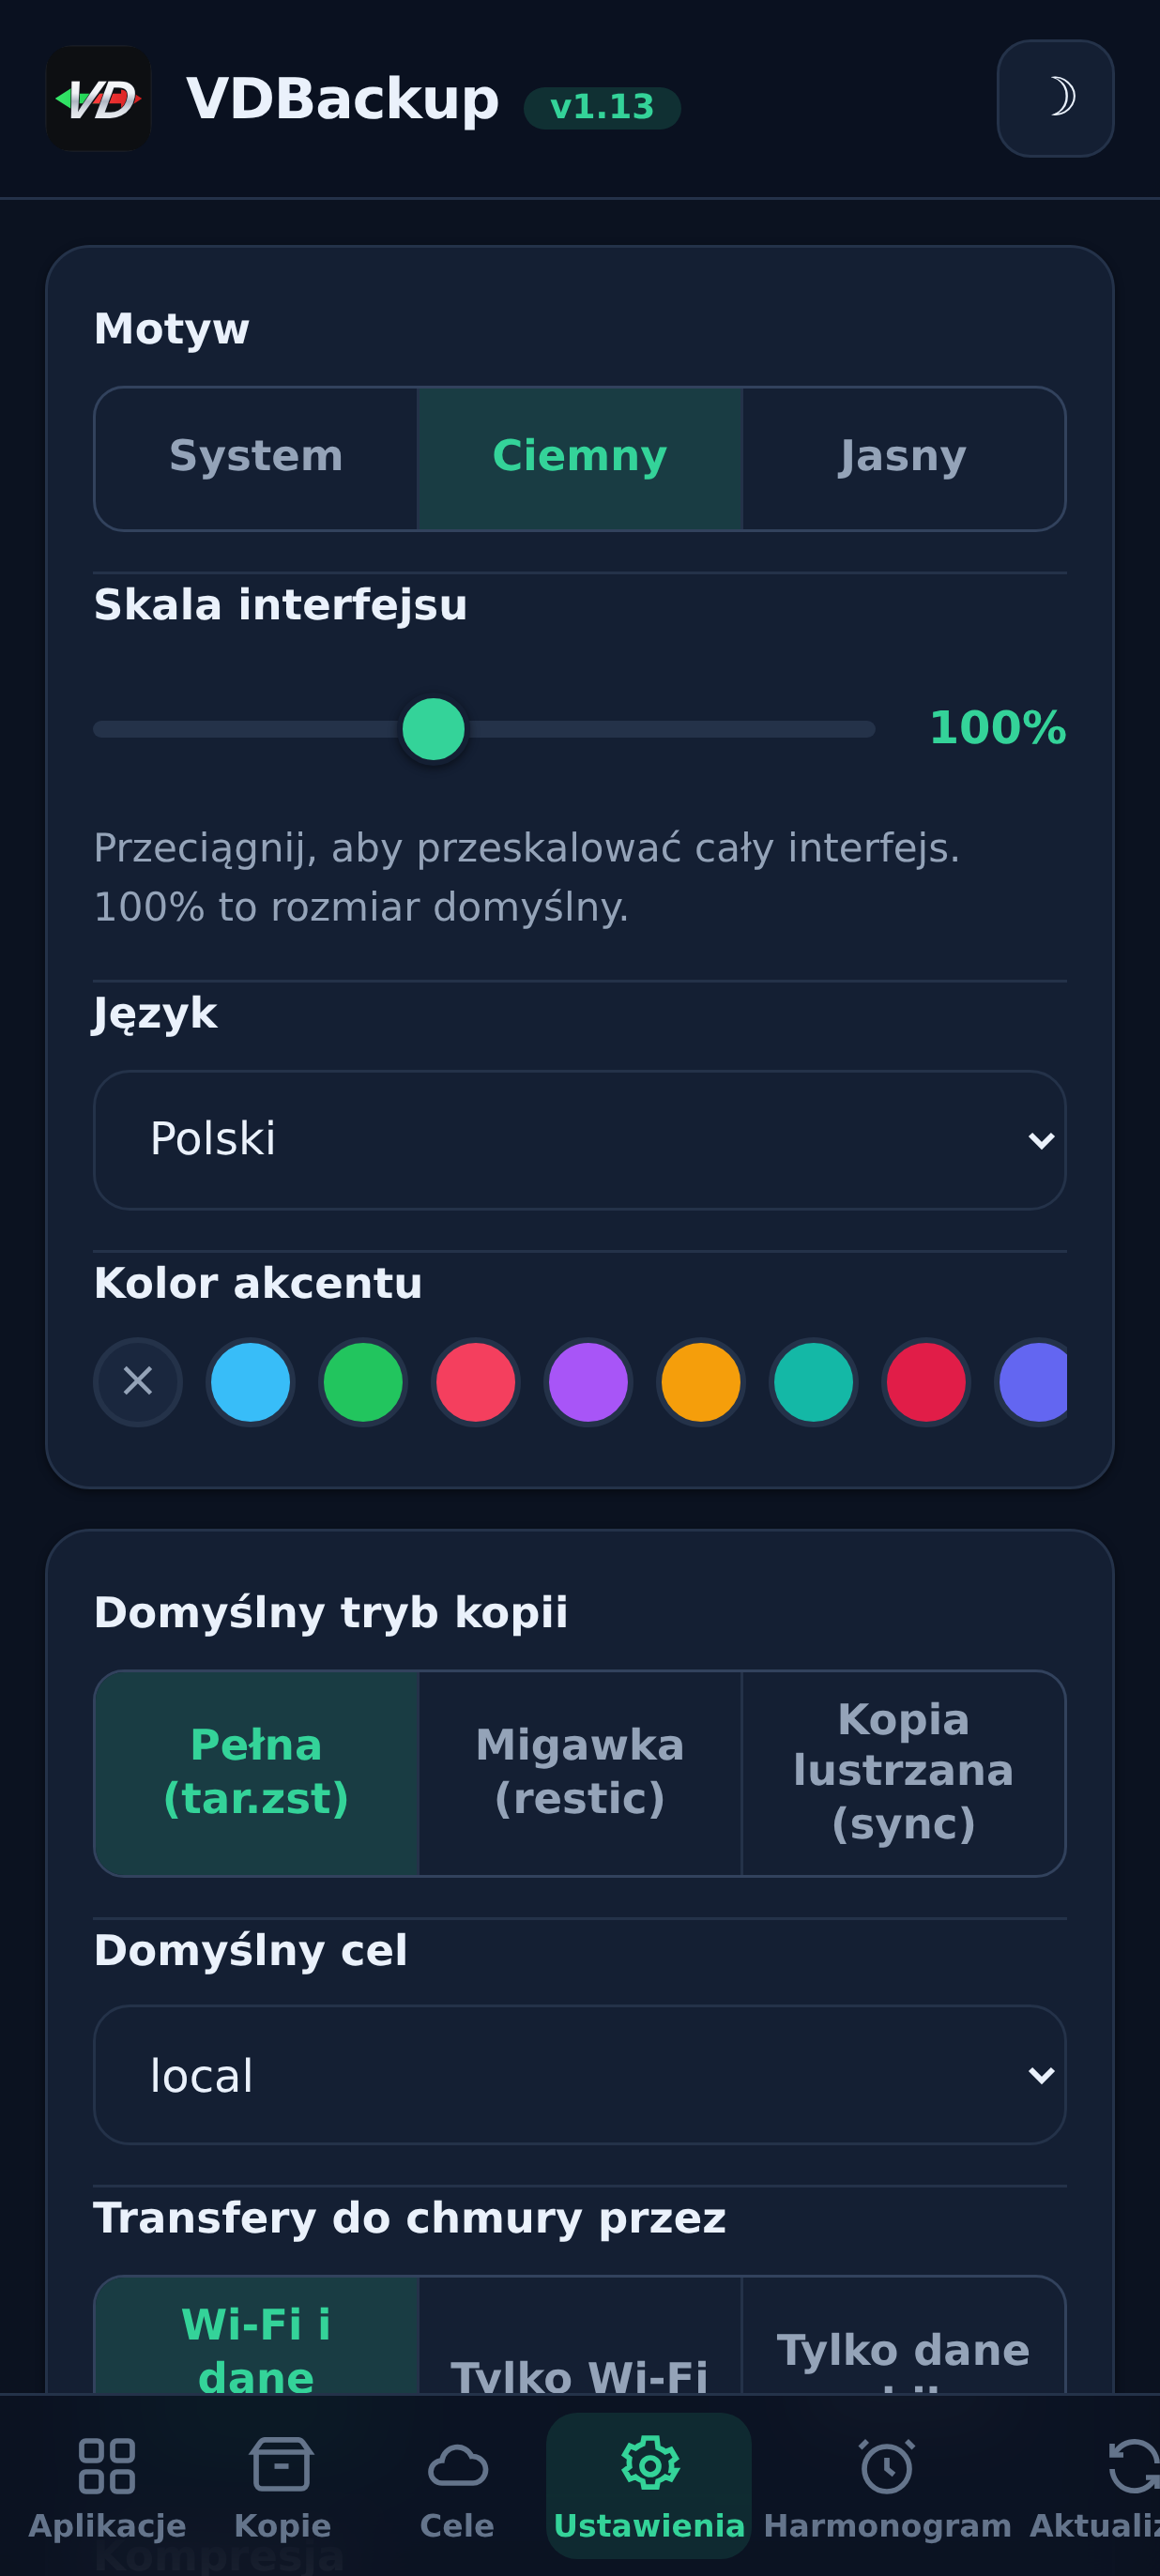 VD
VDBackup v1.13
Motyw
System Ciemny Jasny
Skala interfejsu
100%
Przeciągnij, aby przeskalować cały interfejs.
100% to rozmiar domyślny.
Język
Polski
Kolor akcentu
Domyślny tryb kopii
Pełna (tar.zst)
Migawka (restic)
Kopia lustrzana (sync)
Domyślny cel
local
Transfery do chmury przez
Wi-Fi i dane
Tylko Wi-Fi
Tylko dane
Aplikacje Kopie Cele Ustawienia Harmonogram
Kompresja